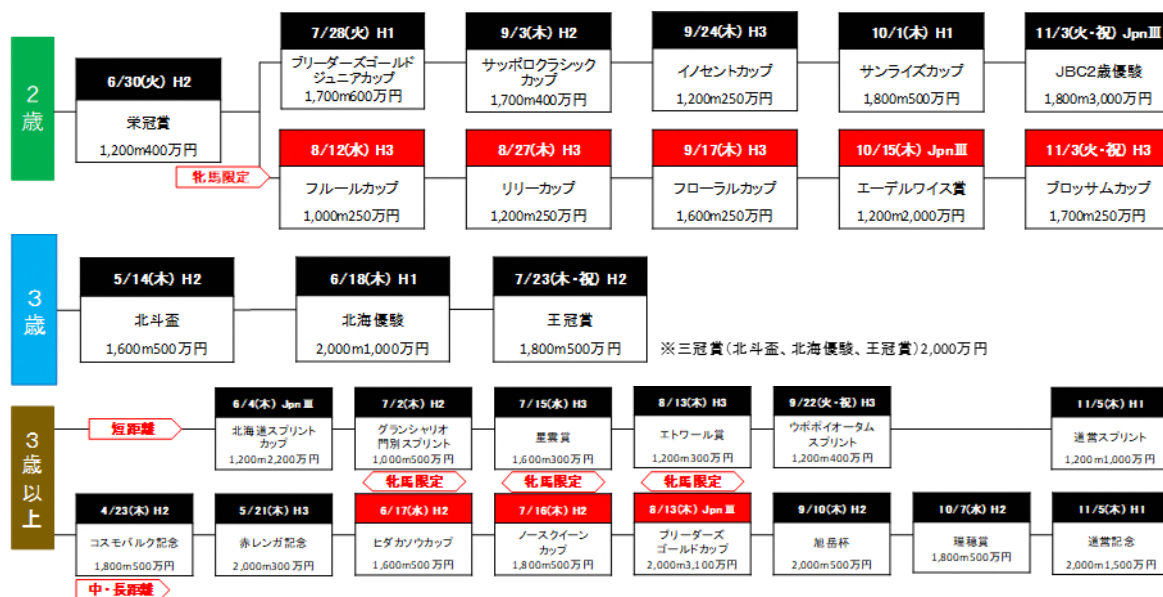 2歳
6/30(火) H2
栄冠賞
1,200m400万円
7/28(火) H1
ブリーダーズゴールド
ジュニアカップ
1,700m600万円
9/3(木) H2
サッポロクラシック
カップ
1,700m400万円
9/24(木) H3
イノセントカップ
1,200m250万円
10/1(木) H1
サンライズカップ
1,800m500万円
11/3(火・祝) JpnⅢ
JBC2歳優駿
1,800m3,000万円
牝馬限定
8/12(水) H3
フルールカップ
1,000m250万円
8/27(木) H3
リリーカップ
1,200m250万円
9/17(木) H3
フローラルカップ
1,600m250万円
10/15(木) JpnⅢ
エーデルワイス賞
1,200m2,000万円
11/3(火・祝) H3
ブロッサムカップ
1,700m250万円
3歳
5/14(木) H2
北斗盃
1,600m500万円
6/18(木) H1
北海優駿
2,000m1,000万円
7/23(木・祝) H2
王冠賞
1,800m500万円
※三冠賞(北斗盃、北海優駿、王冠賞)2,000万円
3歳以上
短距離
6/4(木) JpnⅢ
北海道スプリント
カップ
1,200m2,200万円
7/2(木) H2
グランシャリオ
門別スプリント
1,000m500万円
7/15(水) H3
星雲賞
1,600m300万円
8/13(木) H3
エトワール賞
1,200m300万円
9/22(火・祝) H3
ウポポイオータム
スプリント
1,200m400万円
11/5(木) H1
道営スプリント
1,200m1,000万円
牝馬限定
牝馬限定
牝馬限定
4/23(木) H2
コスモバルク記念
1,800m500万円
5/21(木) H3
赤レンガ記念
2,000m300万円
6/17(水) H2
ヒダカソウカップ
1,600m500万円
7/16(木) H2
ノースクイーン
カップ
1,800m500万円
8/13(木) JpnⅢ
ブリーダーズ
ゴールドカップ
2,000m3,100万円
9/10(木) H2
旭岳杯
2,000m500万円
10/7(水) H2
瑞穂賞
1,800m500万円
11/5(木) H1
道営記念
2,000m1,500万円
中・長距離